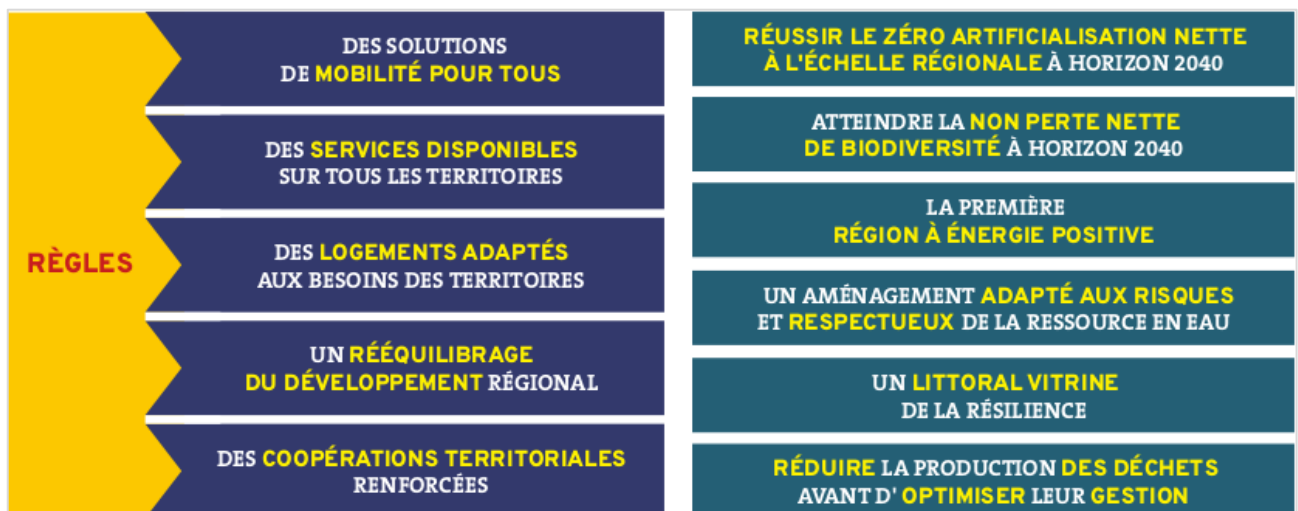 RÈGLES
DES SOLUTIONS
DE MOBILITÉ POUR TOUS
DES SERVICES DISPONIBLES
SUR TOUS LES TERRITOIRES
DES LOGEMENTS ADAPTÉS
AUX BESOINS DES TERRITOIRES
UN RÉÉQUILIBRAGE
DU DÉVELOPPEMENT RÉGIONAL
DES COOPÉRATIONS TERRITORIALES
RENFORCÉES
RÉUSSIR LE ZÉRO ARTIFICIALISATION NETTE
À L'ÉCHELLE RÉGIONALE À HORIZON 2040
ATTEINDRE LA NON PERTE NETTE
DE BIODIVERSITÉ À HORIZON 2040
LA PREMIÈRE
RÉGION À ÉNERGIE POSITIVE
UN AMÉNAGEMENT ADAPTÉ AUX RISQUES
ET RESPECTUEUX DE LA RESSOURCE EN EAU
UN LITTORAL VITRINE
DE LA RÉSILIENCE
RÉDUIRE LA PRODUCTION DES DÉCHETS
AVANT D' OPTIMISER LEUR GESTION